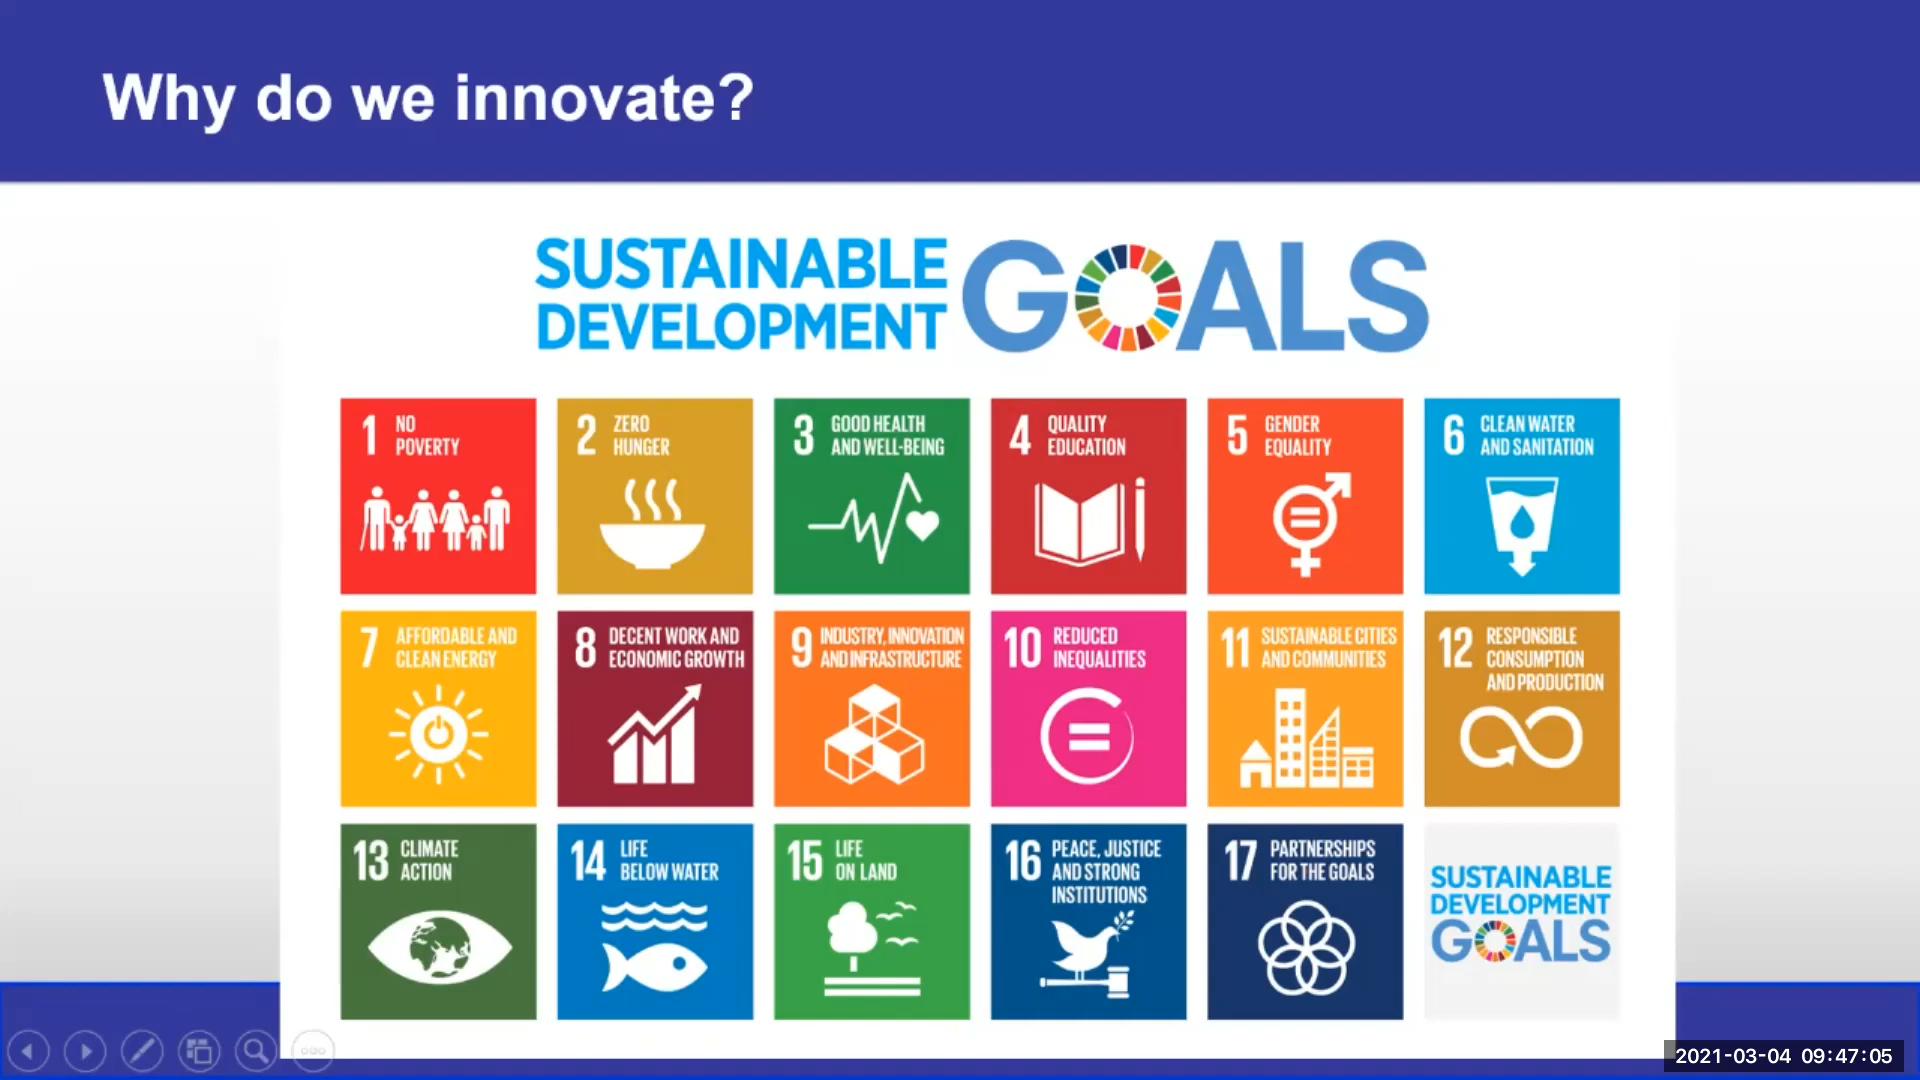 Why do we innovate?
SUSTAINABLE
DEVELOPMENT
GOALS
1 NO
POVERTY
2 ZERO
HUNGER
3 GOOD HEALTH
AND WELL-BEING
4 QUALITY
EDUCATION
5 GENDER
EQUALITY
6 CLEAN WATER
AND SANITATION
7 AFFORDABLE AND
CLEAN ENERGY
8 DECENT WORK AND
ECONOMIC GROWTH
9 INDUSTRY, INNOVATION
AND INFRASTRUCTURE
10 REDUCED
INEQUALITIES
11 SUSTAINABLE CITIES
AND COMMUNITIES
12 RESPONSIBLE
CONSUMPTION
AND PRODUCTION
13 CLIMATE
ACTION
14 LIFE
BELOW WATER
15 LIFE
ON LAND
16 PEACE, JUSTICE
AND STRONG
INSTITUTIONS
17 PARTNERSHIPS
FOR THE GOALS
SUSTAINABLE
DEVELOPMENT
GOALS
2021-03-04 09:47:05